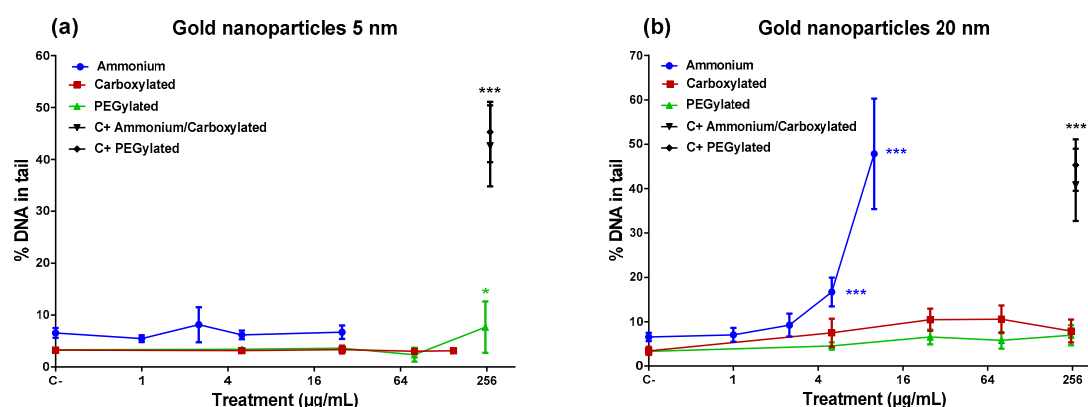 (a)
Gold nanoparticles 5 nm
60
50
40
30
20
10
0
% DNA in tail
Ammonium
Carboxylated
PEGylated
C+ Ammonium/Carboxylated
C+ PEGylated
***
*
C-
1
4
16
64
256
Treatment (µg/mL)
(b)
Gold nanoparticles 20 nm
70
60
50
40
30
20
10
0
% DNA in tail
Ammonium
Carboxylated
PEGylated
C+ Ammonium/Carboxylated
C+ PEGylated
***
***
***
C-
1
4
16
64
256
Treatment (µg/mL)